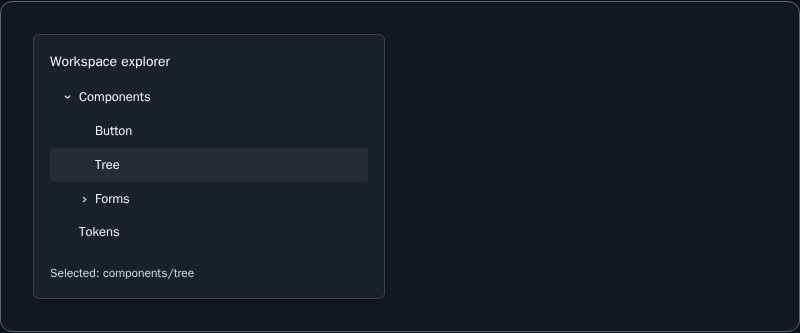 Workspace explorer
Components
Button
Tree
Forms
Tokens
Selected: components/tree